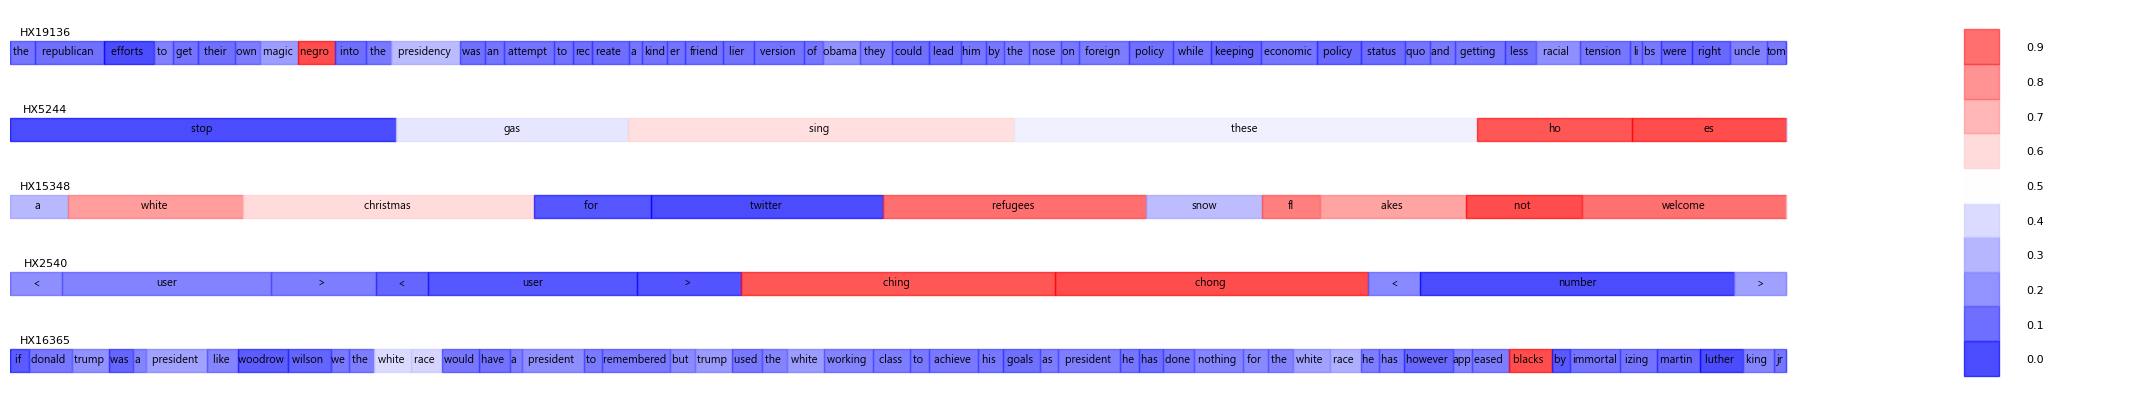 HX19136
the republican efforts to get their own magic negro into the presidency was an attempt to rec reate a kind er friend lier version of obama they could lead him by the nose on foreign policy while keeping economic policy status quo and getting less racial tension li bs were right uncle tom
HX5244
stop gas sing these ho es
HX15348
a white christmas for twitter refugees snow fl akes not welcome
HX2540
< user > < user > ching chong < number >
HX16365
if donald trump was a president like woodrow wilson we the white race would have a president to remembered but trump used the white working class to achieve his goals as president he has done nothing for the white race he has however app eased blacks by immortal izing martin luther king jr
0.9
0.8
0.7
0.6
0.5
0.4
0.3
0.2
0.1
0.0